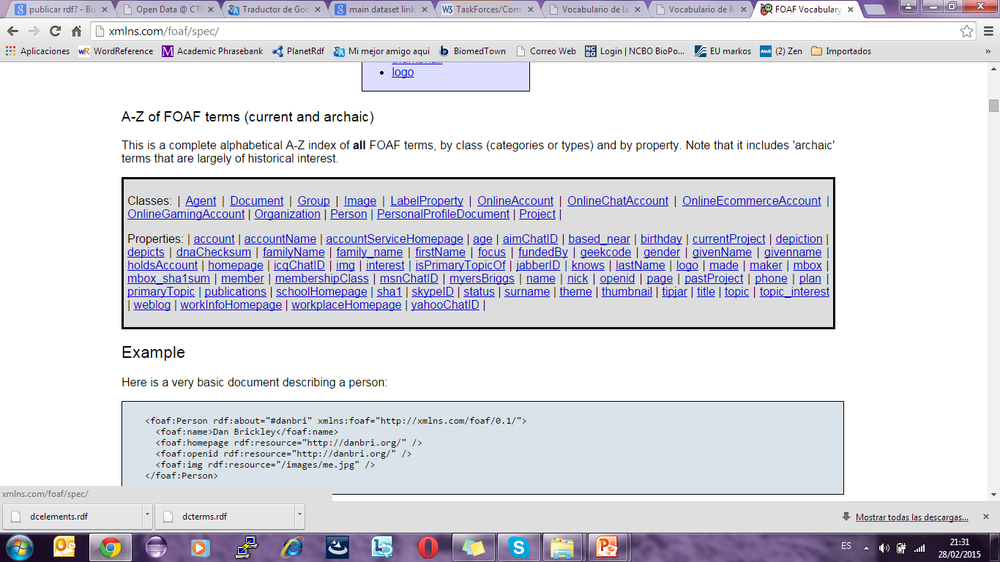 publicar rdf? - Bu
Open Data @ CTI
Traductor de Goo
main dataset link
TaskForces/Com
Vocabulario de la
Vocabulario de R
FOAF Vocabulary
xmlns.com/foaf/spec/
Aplicaciones
WordReference
Academic Phrasebank
PlanetRdf
Mi mejor amigo aqui
BiomedTown
Correo Web
Login | NCBO BioPo...
EU markos
(2) Zen
Importados
»
logo
A-Z of FOAF terms (current and archaic)
This is a complete alphabetical A-Z index of all FOAF terms, by class (categories or types) and by property. Note that it includes 'archaic'
terms that are largely of historical interest.
Classes: | Agent | Document | Group | Image | LabelProperty | OnlineAccount | OnlineChatAccount | OnlineEcommerceAccount |
OnlineGamingAccount | Organization | Person | PersonalProfileDocument | Project |
Properties: | account | accountName | accountServiceHomepage | age | aimChatID | based_near | birthday | currentProject | depiction |
depicts | dnaChecksum | familyName | family_name | firstName | focus | fundedBy | geekcode | gender | givenName | givenname |
holdsAccount | homepage | icqChatID | img | interest | isPrimaryTopicOf | jabberID | knows | lastName | logo | made | maker | mbox |
mbox_sha1sum | member | membershipClass | msnChatID | myersBriggs | name | nick | openid | page | pastProject | phone | plan |
primaryTopic | publications | schoolHomepage | sha1 | skypeID | status | surname | theme | thumbnail | tipjar | title | topic | topic_interest
| weblog | workInfoHomepage | workplaceHomepage | yahooChatID |
Example
Here is a very basic document describing a person:
<foaf:Person rdf:about="#danbri" xmlns:foaf="http://xmlns.com/foaf/0.1/">
<foaf:name>Dan Brickley</foaf:name>
<foaf:homepage rdf:resource="http://danbri.org/" />
<foaf:openid rdf:resource="http://danbri.org/" />
<foaf:img rdf:resource="/images/me.jpg" />
</foaf:Person>
xmlns.com/foaf/spec/
dcelements.rdf
dcterms.rdf
Mostrar todas las descargas...
ES
21:31
28/02/2015